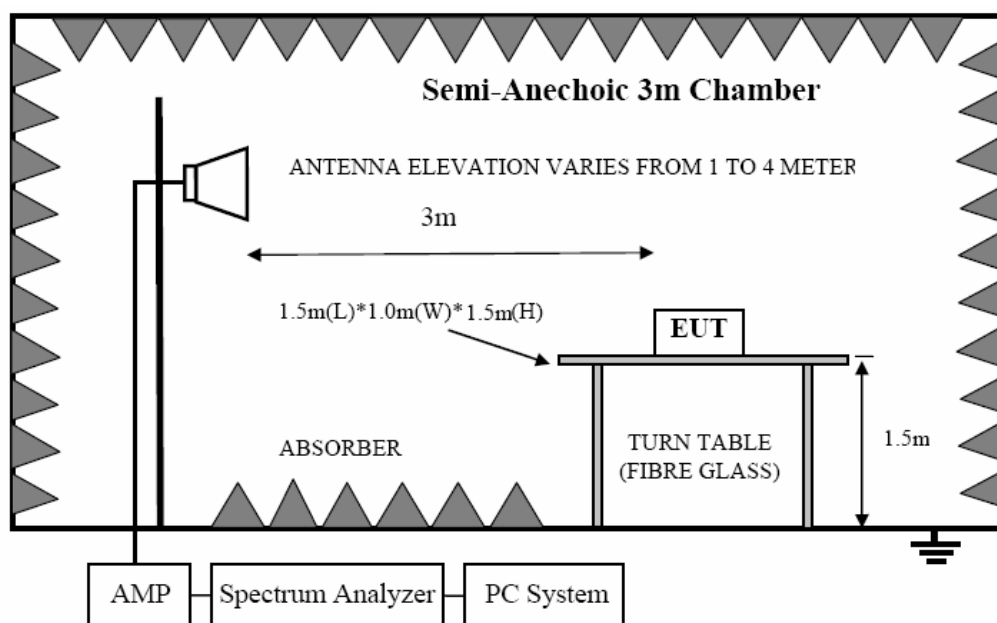 Semi-Anechoic 3m Chamber
ANTENNA ELEVATION VARIES FROM 1 TO 4 METER
3m
1.5m(L)*1.0m(W)*1.5m(H)
EUT
ABSORBER
TURN TABLE
(FIBRE GLASS)
1.5m
AMP
Spectrum Analyzer
PC System